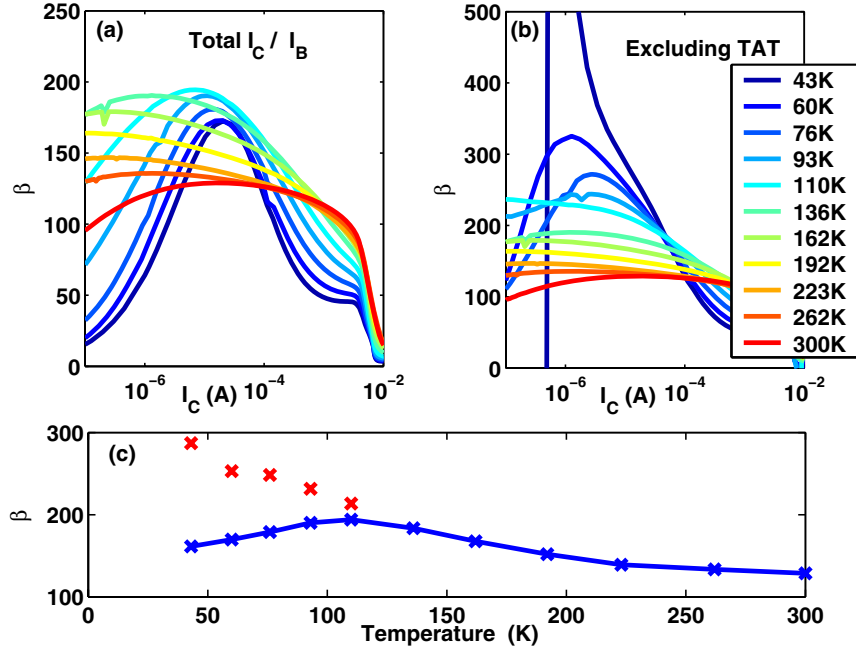 (a)
Total I_C / I_B
250
200
150
100
50
0
β
10^−6
10^−4
10^−2
I_C (A)
(b)
Excluding TAT
500
400
300
200
100
0
β
10^−6
10^−4
10^−2
I_C (A)
43K
60K
76K
93K
110K
136K
162K
192K
223K
262K
300K
(c)
300
200
100
β
0
50
100
150
200
250
300
Temperature (K)